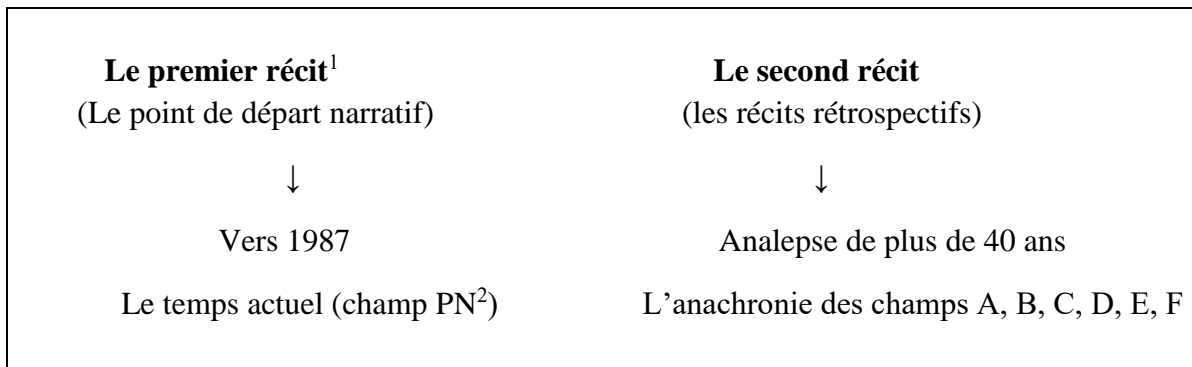 Le premier récit¹
Le second récit
(Le point de départ narratif)
(les récits rétrospectifs)
↓
↓
Vers 1987
Analepse de plus de 40 ans
Le temps actuel (champ PN²)
L’anachronie des champs A, B, C, D, E, F